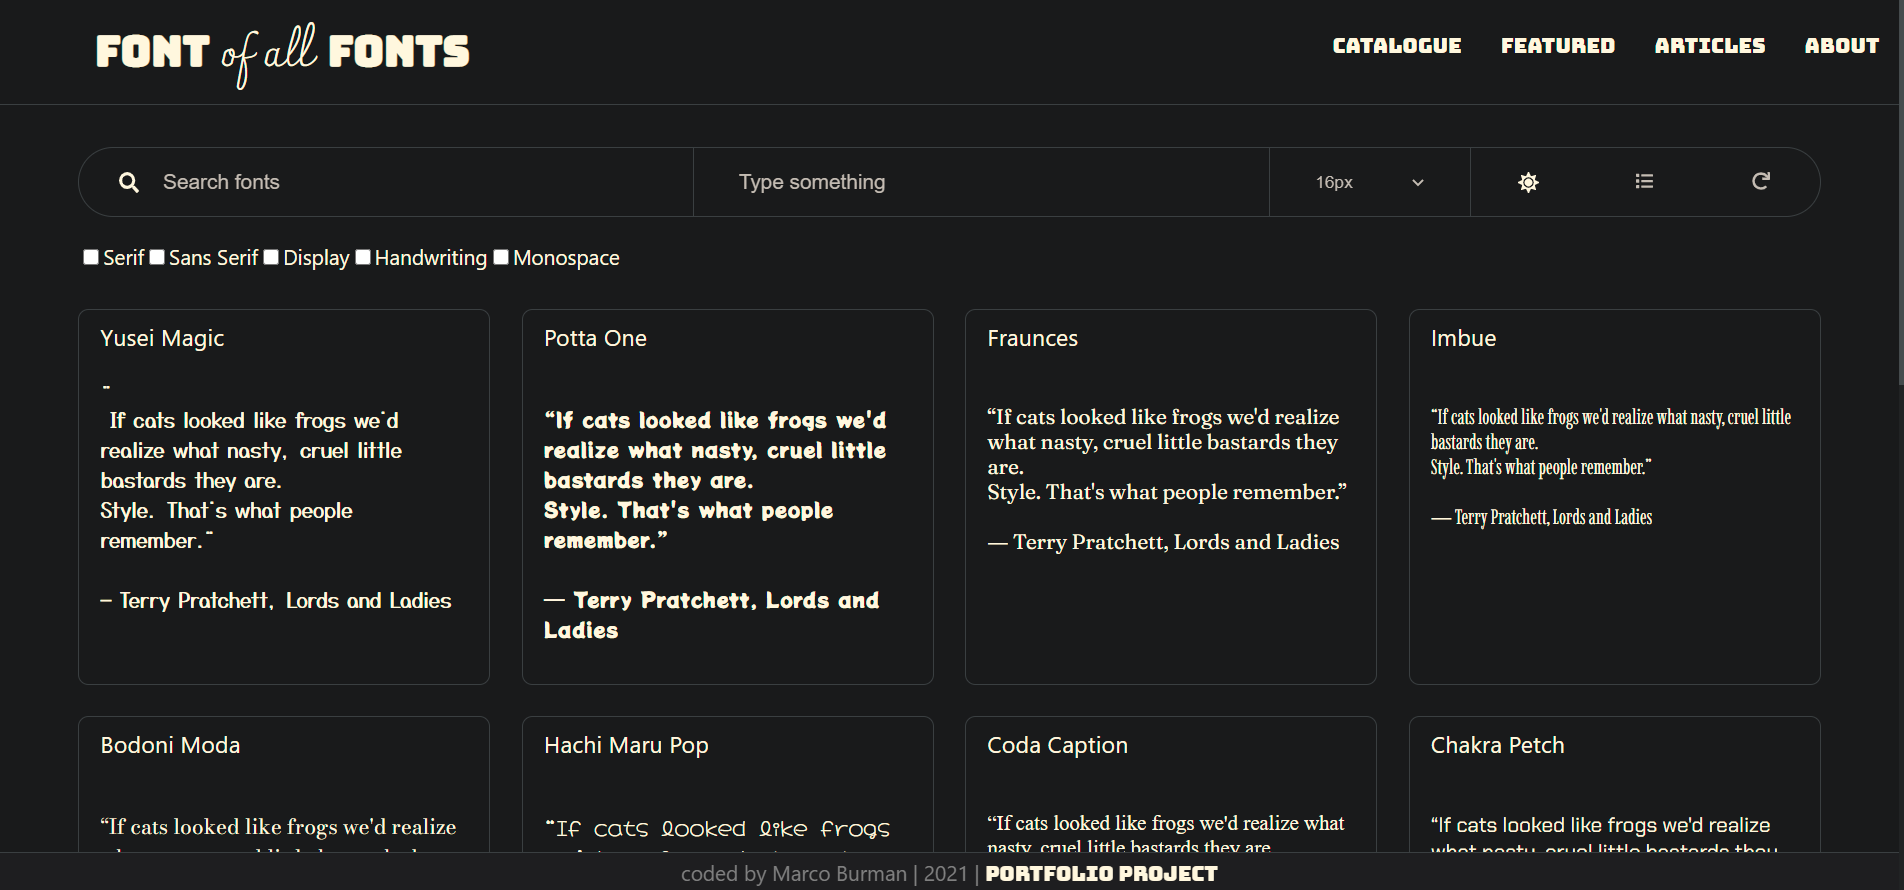 FONT of all FONTS
CATALOGUE FEATURED ARTICLES ABOUT
Search fonts
Type something
16px
Serif Sans Serif Display Handwriting Monospace
Yusei Magic
“
If cats looked like frogs we'd
realize what nasty, cruel little
bastards they are.
Style. That's what people
remember.”
— Terry Pratchett, Lords and Ladies
Potta One
“If cats looked like frogs we'd
realize what nasty, cruel little
bastards they are.
Style. That's what people
remember.”
— Terry Pratchett, Lords and
Ladies
Fraunces
“If cats looked like frogs we'd realize
what nasty, cruel little bastards they
are.
Style. That's what people remember.”
— Terry Pratchett, Lords and Ladies
Imbue
“If cats looked like frogs we'd realize what nasty, cruel little
bastards they are.
Style. That's what people remember.”
— Terry Pratchett, Lords and Ladies
Bodoni Moda
“If cats looked like frogs we'd realize
Hachi Maru Pop
“If cats looked like frogs
Coda Caption
“If cats looked like frogs we'd realize what
nasty, cruel little bastards they are.
Chakra Petch
“If cats looked like frogs we'd realize
what nasty, cruel little bastards they
coded by Marco Burman | 2021 | PORTFOLIO PROJECT